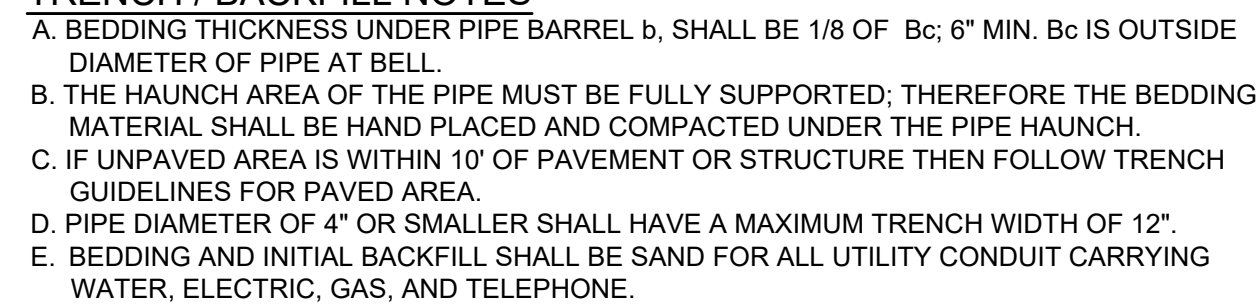 TRENCH / BACKFILL NOTES
A. BEDDING THICKNESS UNDER PIPE BARREL b, SHALL BE 1/8 OF Bc; 6" MIN. Bc IS OUTSIDE
DIAMETER OF PIPE AT BELL.
B. THE HAUNCH AREA OF THE PIPE MUST BE FULLY SUPPORTED; THEREFORE THE BEDDING
MATERIAL SHALL BE HAND PLACED AND COMPACTED UNDER THE PIPE HAUNCH.
C. IF UNPAVED AREA IS WITHIN 10' OF PAVEMENT OR STRUCTURE THEN FOLLOW TRENCH
GUIDELINES FOR PAVED AREA.
D. PIPE DIAMETER OF 4" OR SMALLER SHALL HAVE A MAXIMUM TRENCH WIDTH OF 12".
E. BEDDING AND INITIAL BACKFILL SHALL BE SAND FOR ALL UTILITY CONDUIT CARRYING
WATER, ELECTRIC, GAS, AND TELEPHONE.